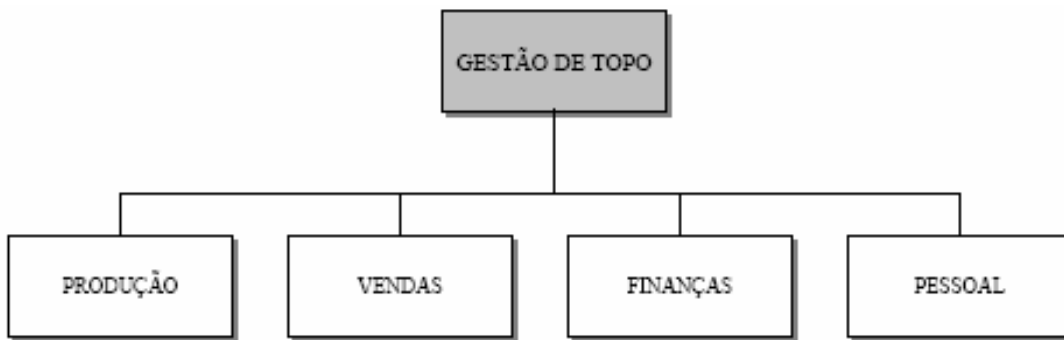 GESTÃO DE TOPO
PRODUÇÃO
VENDAS
FINANÇAS
PESSOAL